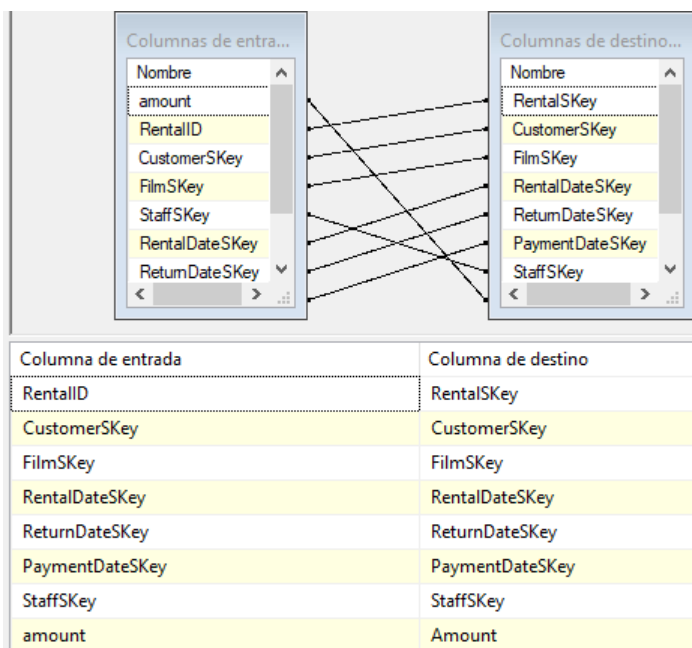 Columnas de entra...
Nombre
amount
RentalID
CustomerSKey
FilmSKey
StaffSKey
RentalDateSKey
ReturnDateSKey
Columnas de destino...
Nombre
RentalSKey
CustomerSKey
FilmSKey
RentalDateSKey
ReturnDateSKey
PaymentDateSKey
StaffSKey
Columna de entrada Columna de destino
RentalID RentalSKey
CustomerSKey CustomerSKey
FilmSKey FilmSKey
RentalDateSKey RentalDateSKey
ReturnDateSKey ReturnDateSKey
PaymentDateSKey PaymentDateSKey
StaffSKey StaffSKey
amount Amount